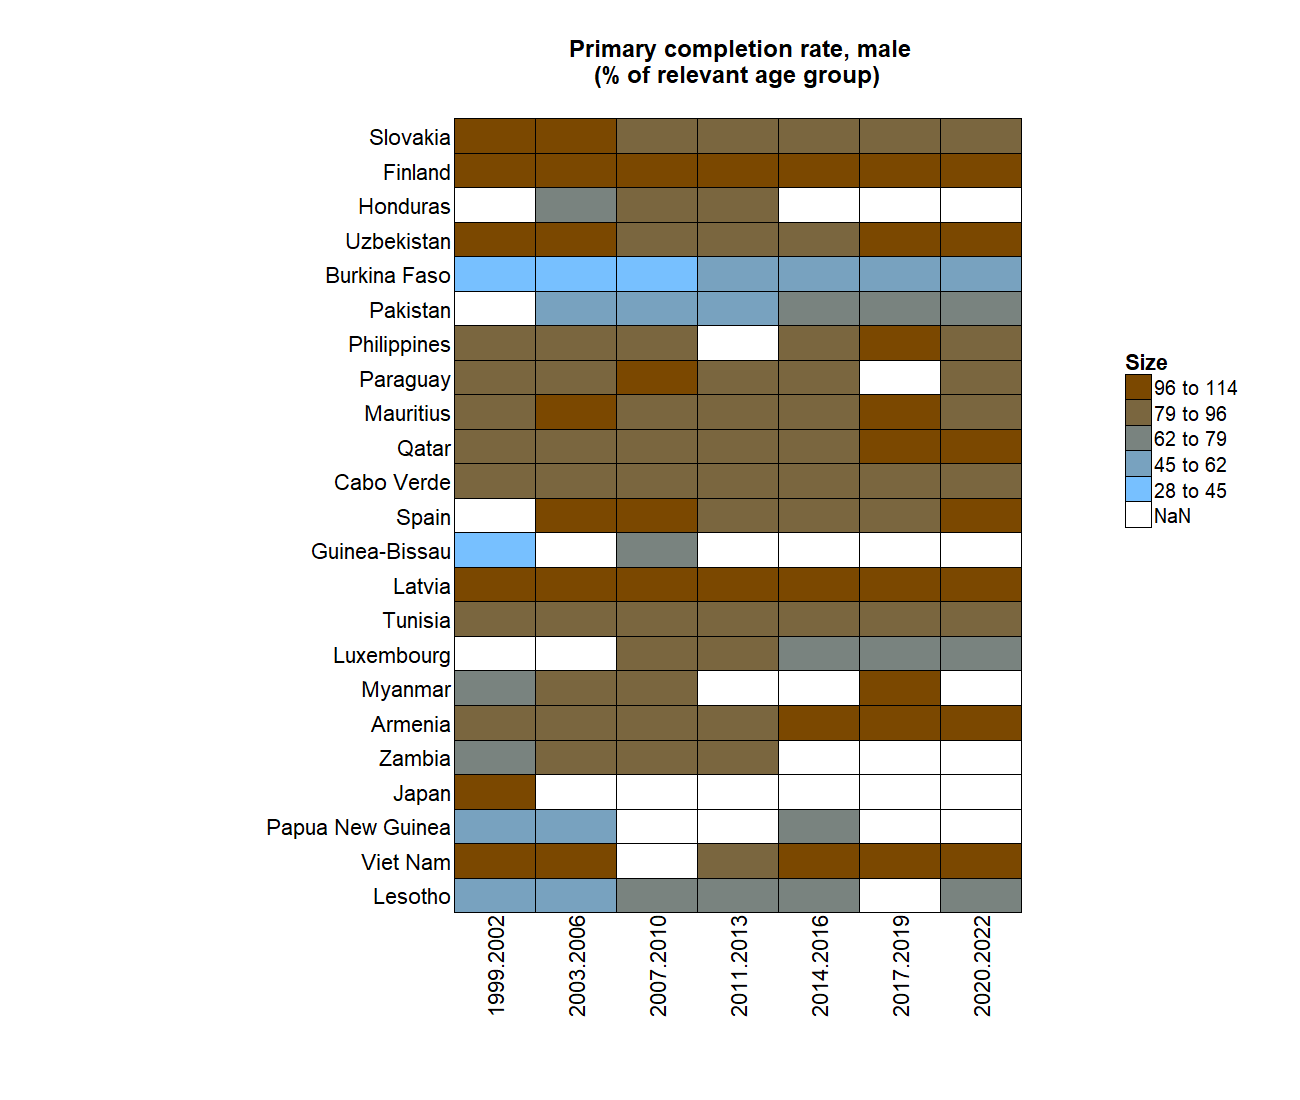 Primary completion rate, male
(% of relevant age group)
Slovakia
Finland
Honduras
Uzbekistan
Burkina Faso
Pakistan
Philippines
Paraguay
Mauritius
Qatar
Cabo Verde
Spain
Guinea-Bissau
Latvia
Tunisia
Luxembourg
Myanmar
Armenia
Zambia
Japan
Papua New Guinea
Viet Nam
Lesotho
1999.2002
2003.2006
2007.2010
2011.2013
2014.2016
2017.2019
2020.2022
Size
96 to 114
79 to 96
62 to 79
45 to 62
28 to 45
NaN